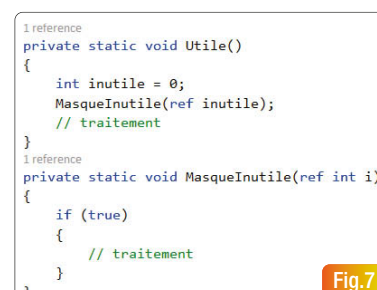 1 reference
private static void Utile()
{
int inutile = 0;
MasqueInutile(ref inutile);
// traitement
}
1 reference
private static void MasqueInutile(ref int i)
{
if (true)
{
// traitement
}
}
Fig.7